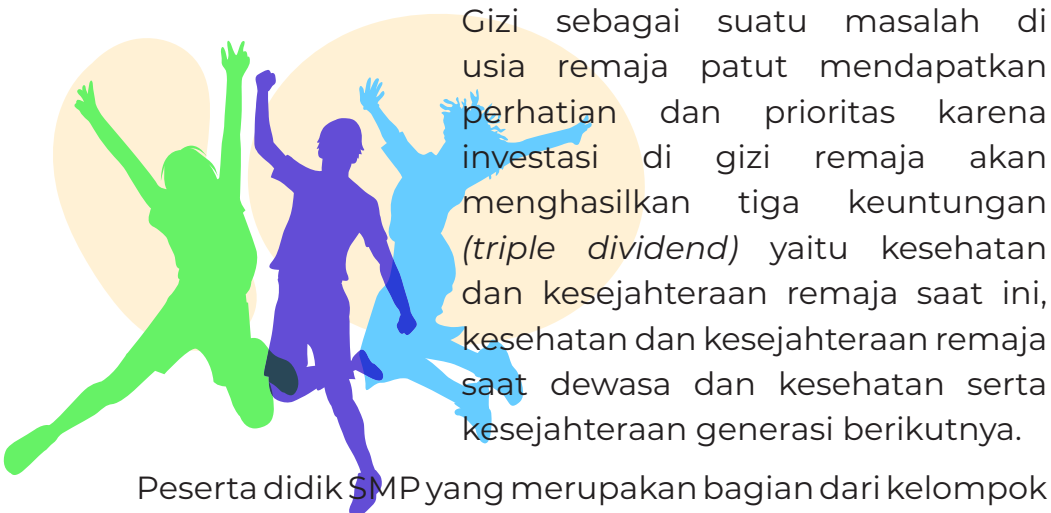 Gizi sebagai suatu masalah di
usia remaja patut mendapatkan
perhatian dan prioritas karena
investasi di gizi remaja akan
menghasilkan tiga keuntungan
(triple dividend) yaitu kesehatan
dan kesejahteraan remaja saat ini,
kesehatan dan kesejahteraan remaja
saat dewasa dan kesehatan serta
kesejahteraan generasi berikutnya.
Peserta didik SMP yang merupakan bagian dari kelompok